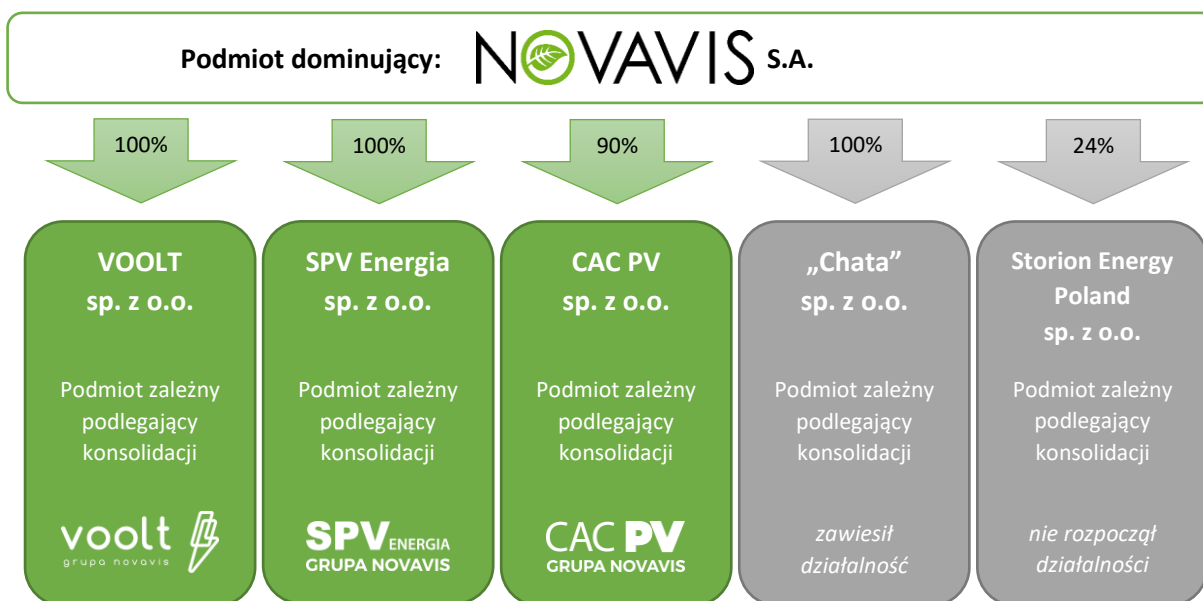 Podmiot dominujący: NOVAVIS S.A.
100%
100%
90%
100%
24%
VOOLT
sp. z o.o.
Podmiot zależny
podlegający
konsolidacji
voolt
grupa novavis
SPV Energia
sp. z o.o.
Podmiot zależny
podlegający
konsolidacji
SPV ENERGIA
GRUPA NOVAVIS
CAC PV
sp. z o.o.
Podmiot zależny
podlegający
konsolidacji
CAC PV
GRUPA NOVAVIS
„Chata”
sp. z o.o.
Podmiot zależny
podlegający
konsolidacji
zawiesił
działalność
Storion Energy
Poland
sp. z o.o.
Podmiot zależny
podlegający
konsolidacji
nie rozpoczął
działalności